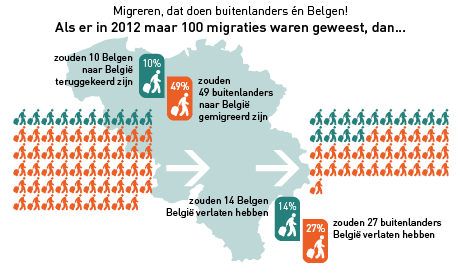 Migreren, dat doen buitenlanders én Belgen!
Als er in 2012 maar 100 migraties waren geweest, dan...
zouden 10 Belgen
naar België
teruggekeerd zijn
10%
49%
zouden
49 buitenlanders
naar België
gemigreerd zijn
zouden 14 Belgen
België verlaten hebben
14%
27%
zouden 27 buitenlanders
België verlaten hebben